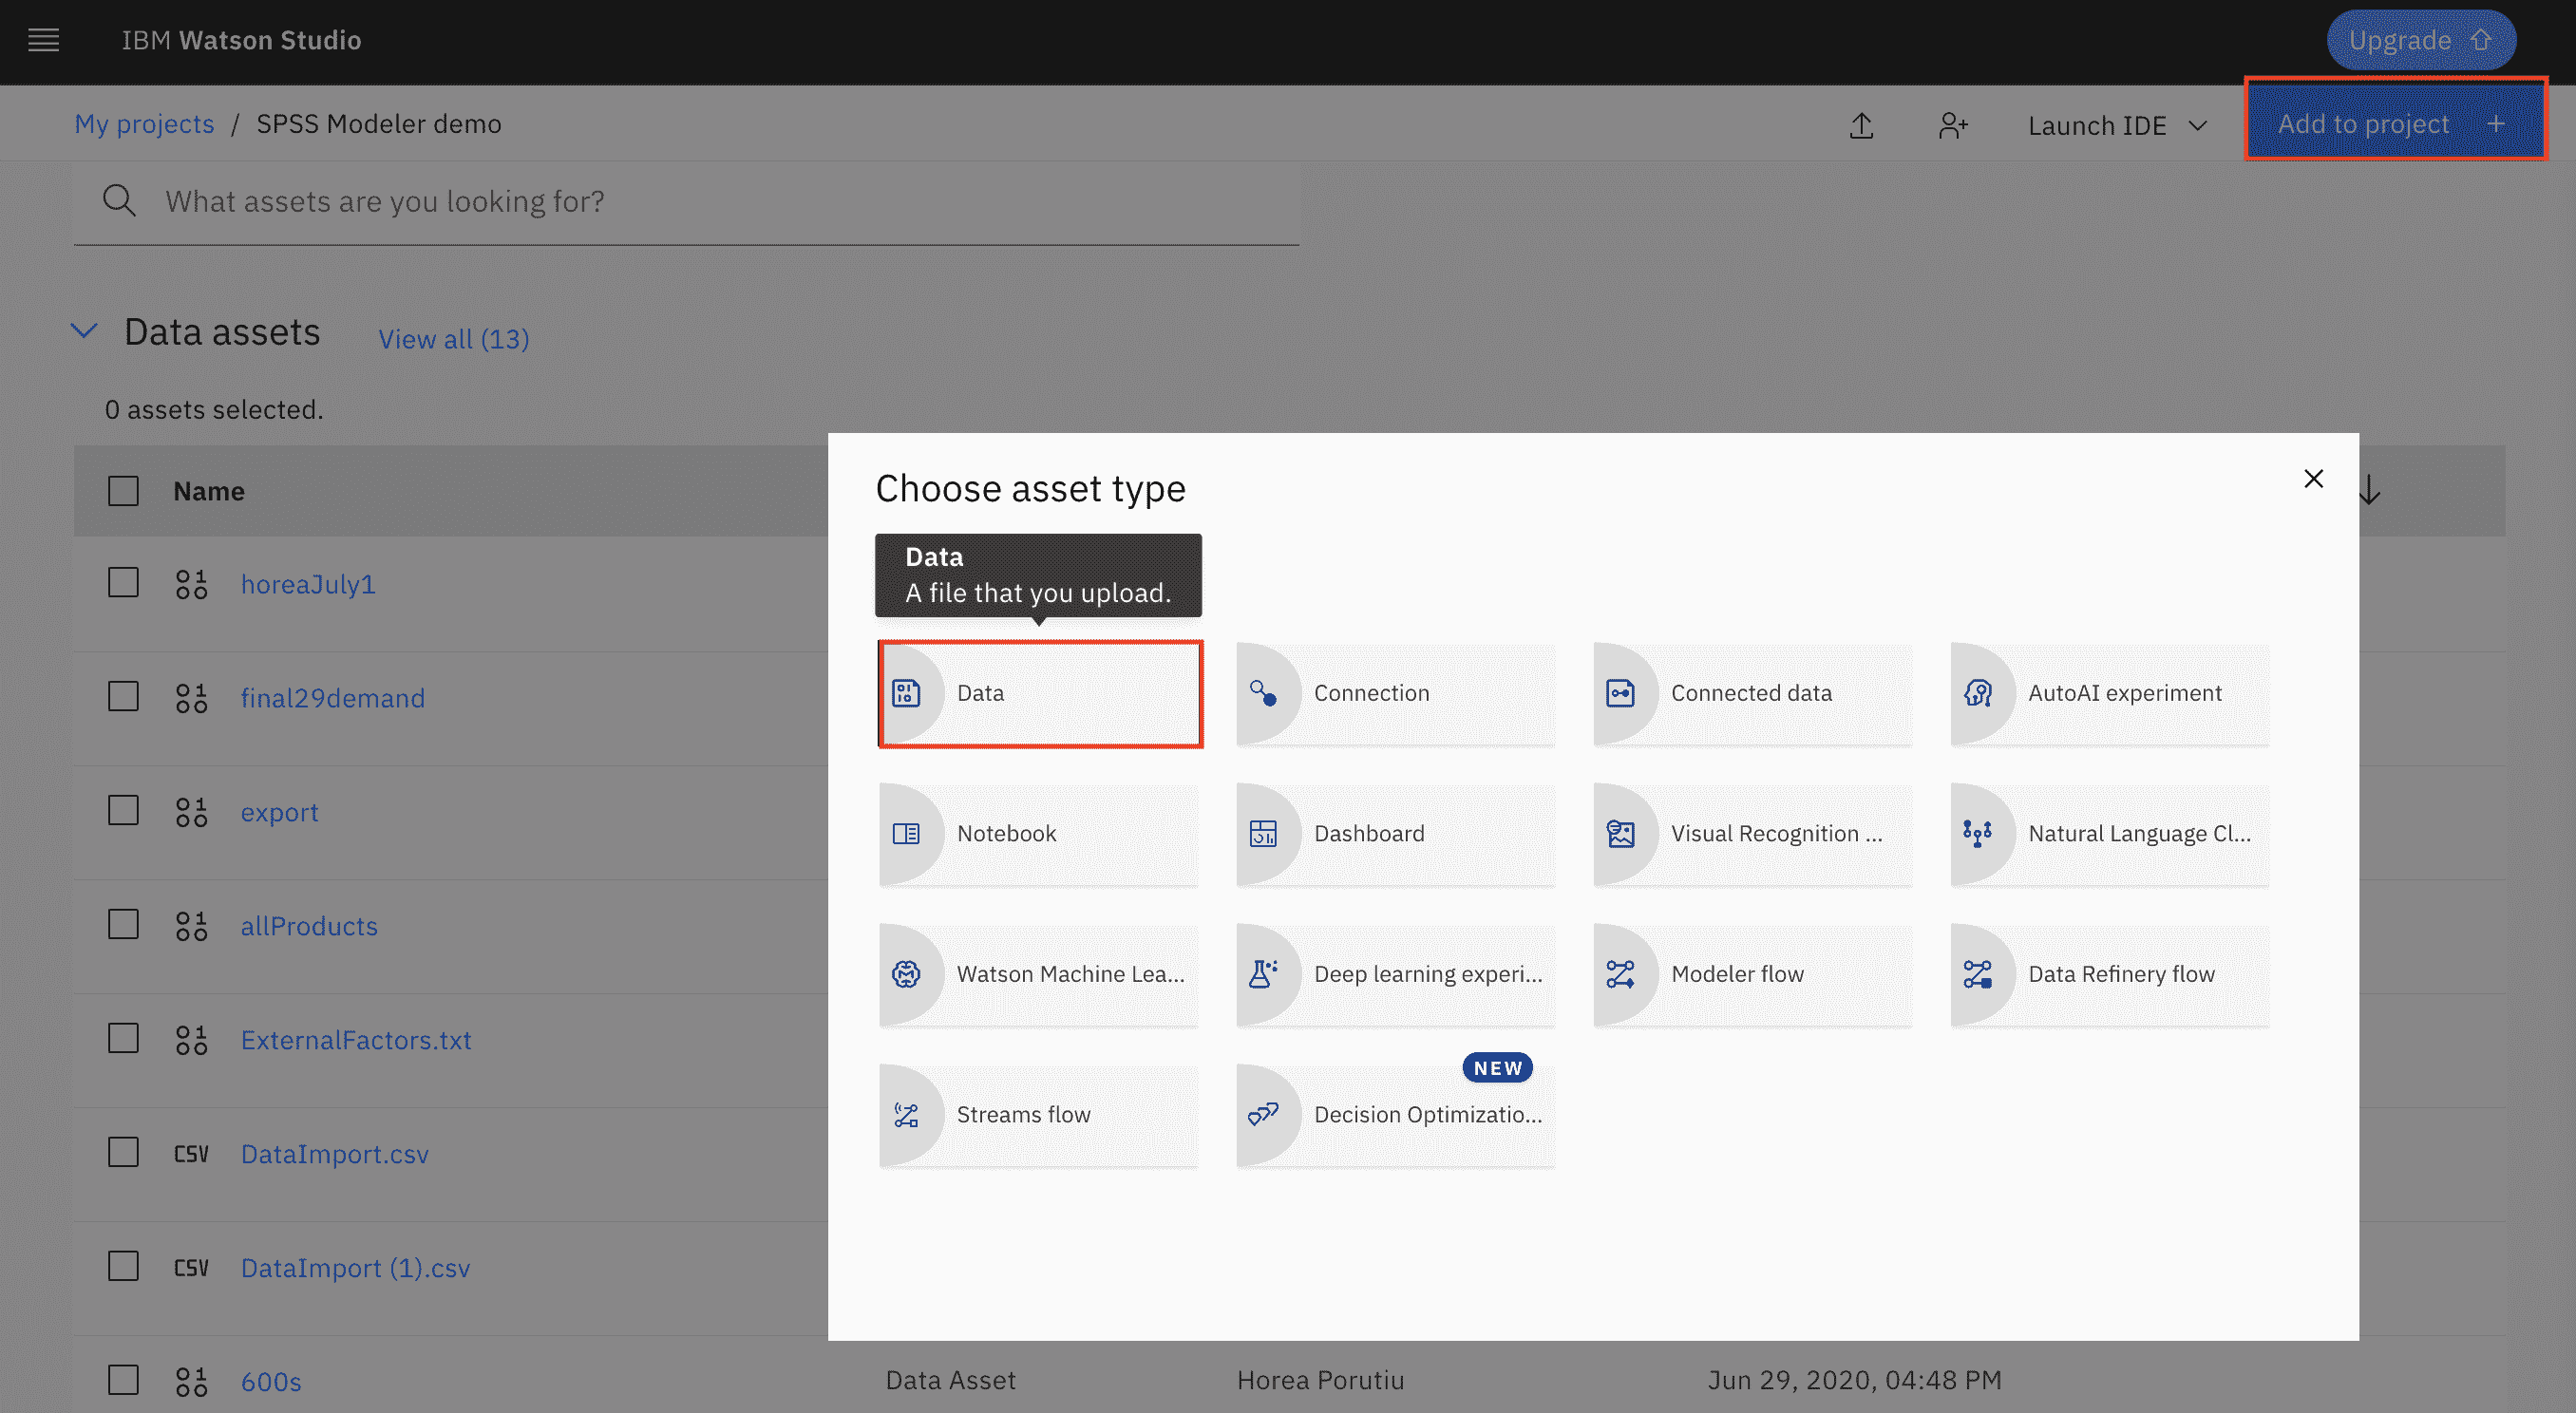 IBM Watson Studio
Upgrade
My projects / SPSS Modeler demo
Launch IDE
Add to project +
What assets are you looking for?
Data assets
View all (13)
0 assets selected.
Name
horeaJuly1
final29demand
export
allProducts
ExternalFactors.txt
CSV DataImport.csv
CSV DataImport (1).csv
600s
Data Asset
Horea Porutiu
Jun 29, 2020, 04:48 PM
Choose asset type
Data
A file that you upload.
Data
Connection
Connected data
AutoAI experiment
Notebook
Dashboard
Visual Recognition ...
Natural Language Cl...
Watson Machine Lea...
Deep learning experi...
Modeler flow
Data Refinery flow
Streams flow
NEW
Decision Optimizatio...